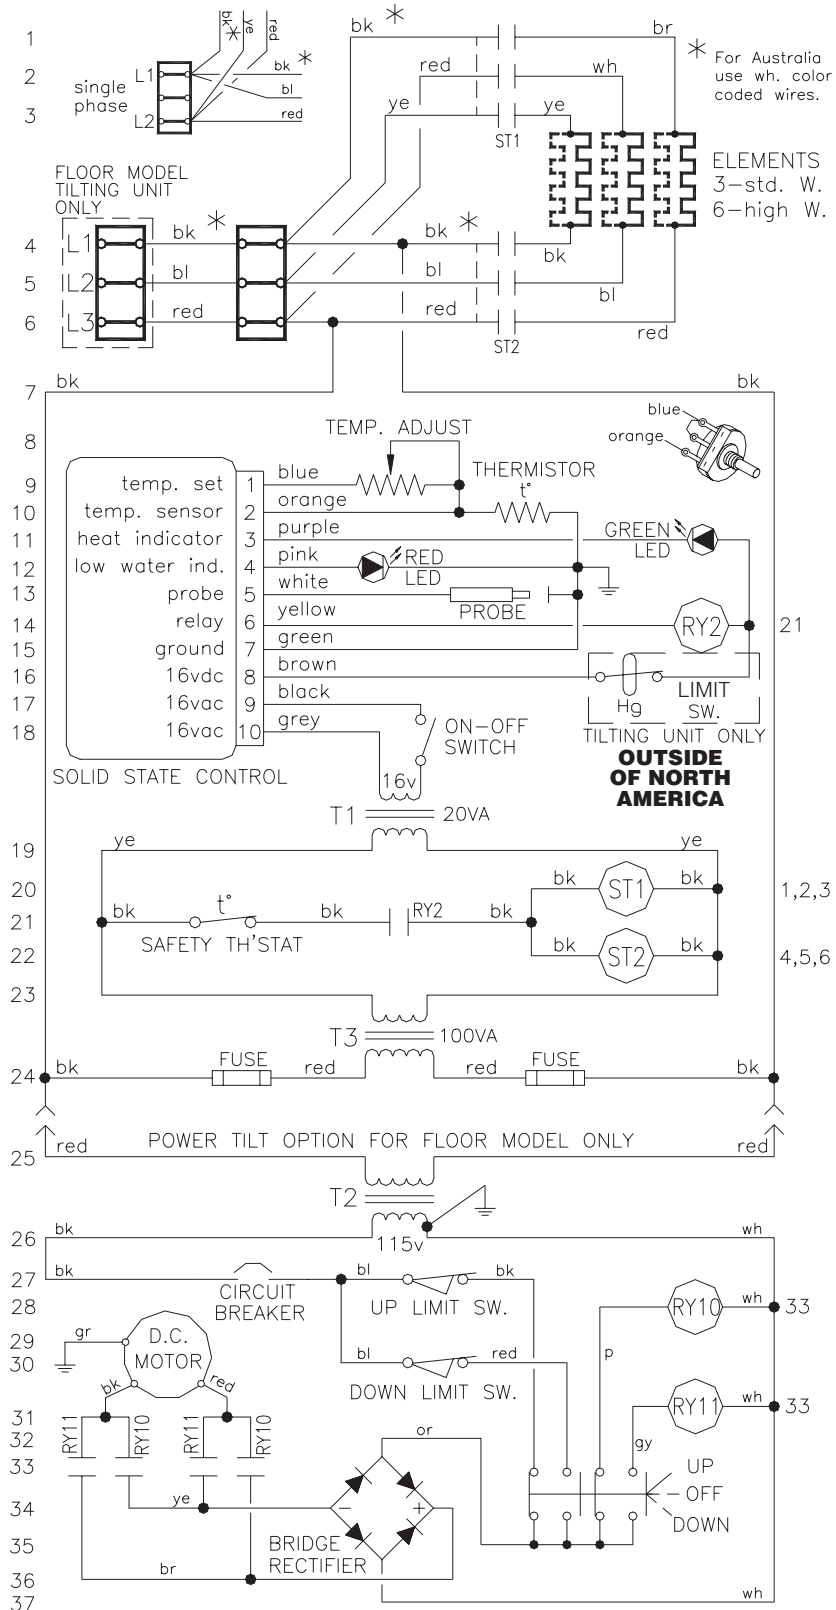 1
bk
ye
red
bk
*
br
2
L1
bk
red
wh
*
For Australia
use wh. color
coded wires.
single
phase
bl
3
L2
red
ye
ye
ST1
ELEMENTS
3-std. W.
6-high W.
FLOOR MODEL
TILTING UNIT
ONLY
4
L1
bk
*
bk
*
bk
5
L2
bl
bl
bl
6
L3
red
red
red
ST2
7
bk
bk
8
TEMP. ADJUST
blue
orange
9
temp. set
1
blue
THERMISTOR
t°
10
temp. sensor
2
orange
11
heat indicator
3
purple
GREEN
LED
12
low water ind.
4
pink
RED
LED
13
probe
5
white
PROBE
14
relay
6
yellow
RY2
21
15
ground
7
green
16
16vdc
8
brown
Hg
LIMIT
SW.
17
16vac
9
black
18
16vac
10
grey
ON-OFF
SWITCH
TILTING UNIT ONLY
OUTSIDE
OF NORTH
AMERICA
SOLID STATE CONTROL
16v
T1
20VA
19
ye
ye
20
bk
ST1
bk
1,2,3
21
bk
t°
bk
RY2
bk
SAFETY TH'STAT
22
bk
ST2
bk
4,5,6
23
T3
100VA
24
bk
FUSE
red
red
FUSE
bk
POWER TILT OPTION FOR FLOOR MODEL ONLY
25
red
red
T2
26
bk
115v
wh
27
bk
CIRCUIT
BREAKER
bl
UP LIMIT SW.
bk
28
RY10
wh
33
29
gr
D.C.
MOTOR
30
bl
DOWN LIMIT SW.
red
p
bk
red
RY11
wh
33
31
RY11
RY10
RY11
RY10
32
or
gy
33
UP
34
ye
-
+
OFF
35
BRIDGE
RECTIFIER
DOWN
36
br
37
wh